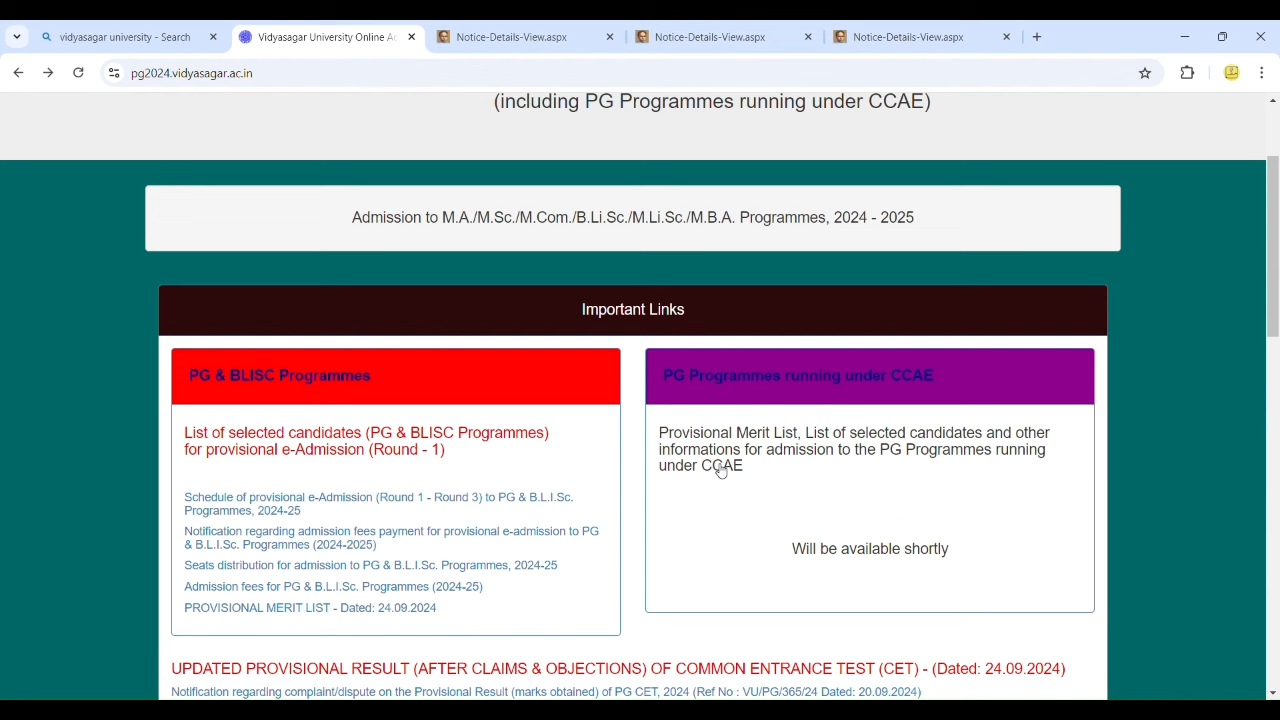 vidyasagar university - Search
Vidyasagar University Online A
Notice-Details-View.aspx
Notice-Details-View.aspx
Notice-Details-View.aspx
pg2024.vidyasagar.ac.in
(including PG Programmes running under CCAE)
Admission to M.A./M.Sc./M.Com./B.Li.Sc./M.Li.Sc./M.B.A. Programmes, 2024 - 2025
Important Links
PG & BLISC Programmes
List of selected candidates (PG & BLISC Programmes)
for provisional e-Admission (Round - 1)
Schedule of provisional e-Admission (Round 1 - Round 3) to PG & B.L.I.Sc.
Programmes, 2024-25
Notification regarding admission fees payment for provisional e-admission to PG
& B.L.I.Sc. Programmes (2024-2025)
Seats distribution for admission to PG & B.L.I.Sc. Programmes, 2024-25
Admission fees for PG & B.L.I.Sc. Programmes (2024-25)
PROVISIONAL MERIT LIST - Dated: 24.09.2024
PG Programmes running under CCAE
Provisional Merit List, List of selected candidates and other
informations for admission to the PG Programmes running
under CCAE
Will be available shortly
UPDATED PROVISIONAL RESULT (AFTER CLAIMS & OBJECTIONS) OF COMMON ENTRANCE TEST (CET) - (Dated: 24.09.2024)
Notification regarding complaint/dispute on the Provisional Result (marks obtained) of PG CET, 2024 (Ref No : VU/PG/365/24 Dated: 20.09.2024)